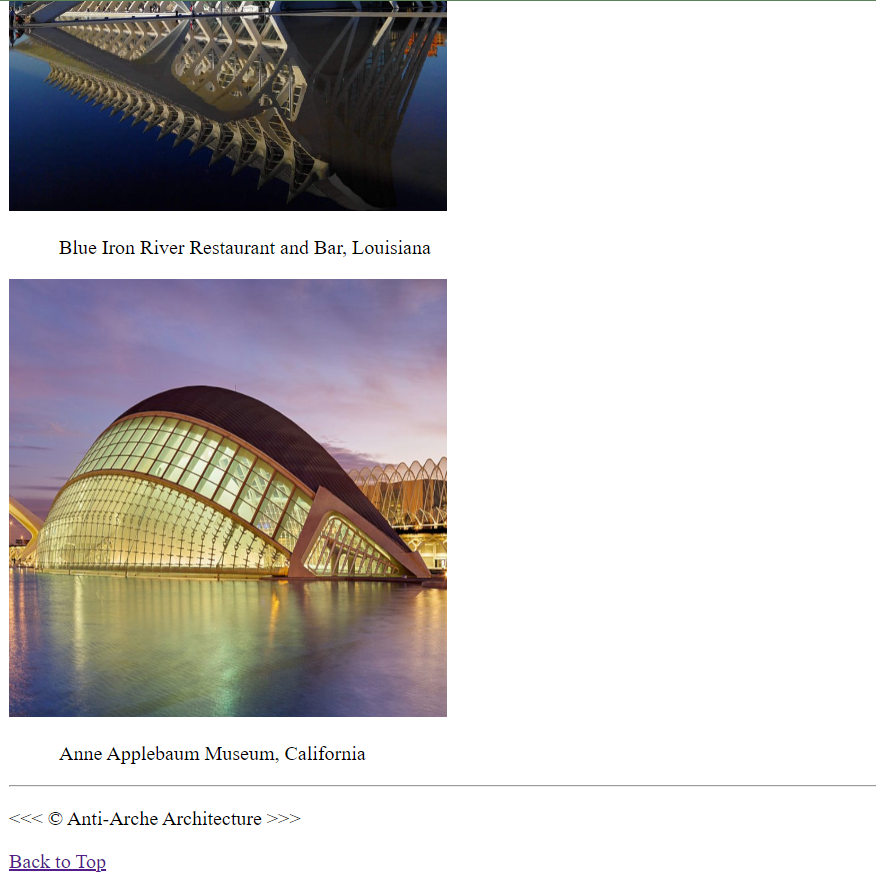 Blue Iron River Restaurant and Bar, Louisiana
Anne Applebaum Museum, California
<<< © Anti-Arche Architecture >>>
Back to Top